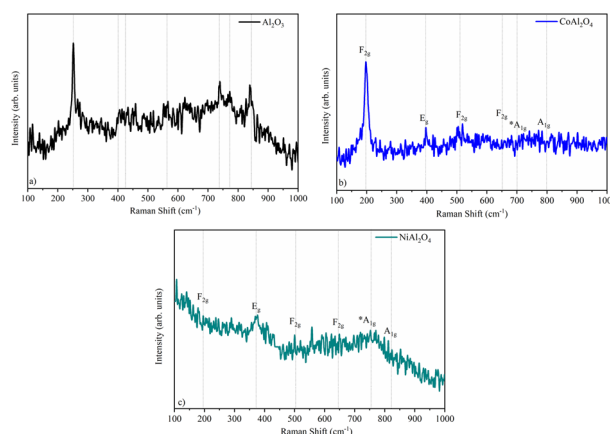 Al₂O₃
Intensity (arb. units)
a)
100 200 300 400 500 600 700 800 900 1000
Raman Shift (cm⁻¹)
CoAl₂O₄
F₂g
Eg
F₂g
F₂g
*A₁g
A₁g
Intensity (arb. units)
b)
100 200 300 400 500 600 700 800 900 1000
Raman Shift (cm⁻¹)
NiAl₂O₄
F₂g
Eg
F₂g
F₂g
*A₁g
A₁g
Intensity (arb. units)
c)
100 200 300 400 500 600 700 800 900 1000
Raman Shift (cm⁻¹)